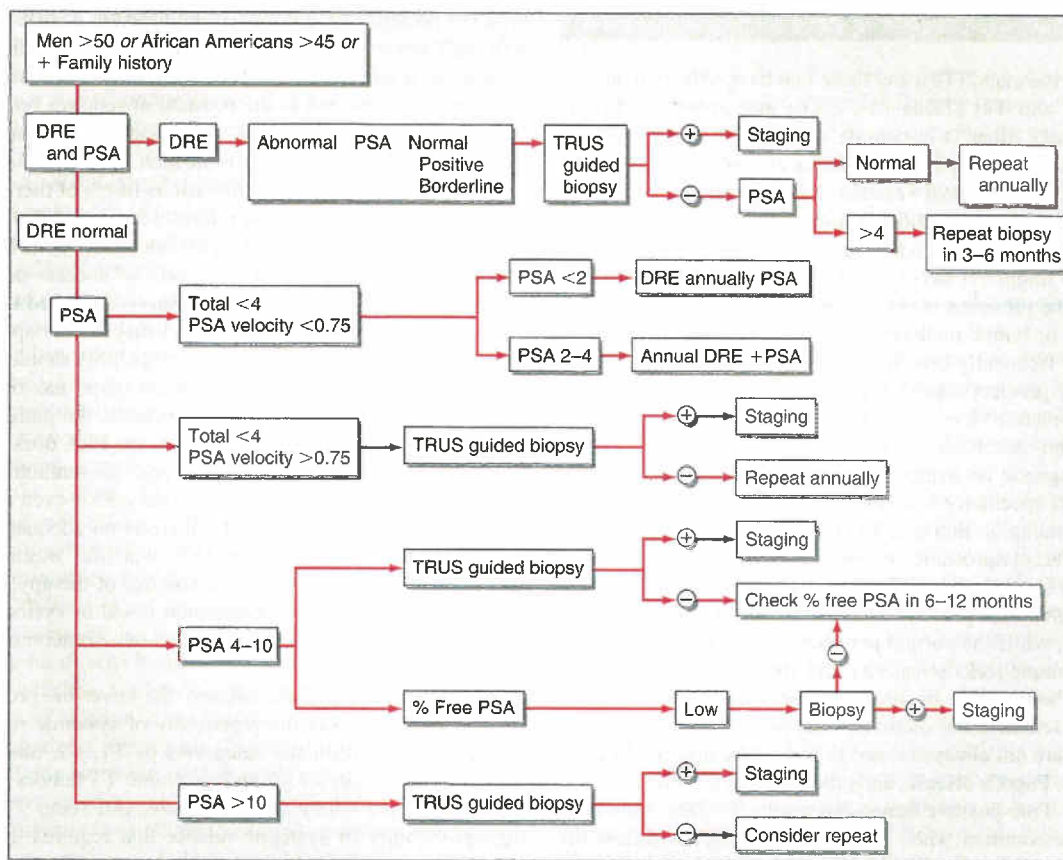 Men >50 or African Americans >45 or
+ Family history
DRE
and PSA
DRE
Abnormal PSA Normal
Positive
Borderline
TRUS
guided
biopsy
+
Staging
−
PSA
Normal
Repeat
annually
>4
Repeat biopsy
in 3–6 months
DRE normal
PSA
Total <4
PSA velocity <0.75
PSA <2
DRE annually PSA
PSA 2–4
Annual DRE + PSA
Total <4
PSA velocity >0.75
TRUS guided biopsy
+
Staging
−
Repeat annually
PSA 4–10
TRUS guided biopsy
+
Staging
−
Check % free PSA in 6–12 months
−
% Free PSA
Low
Biopsy
+
Staging
PSA >10
TRUS guided biopsy
+
Staging
−
Consider repeat